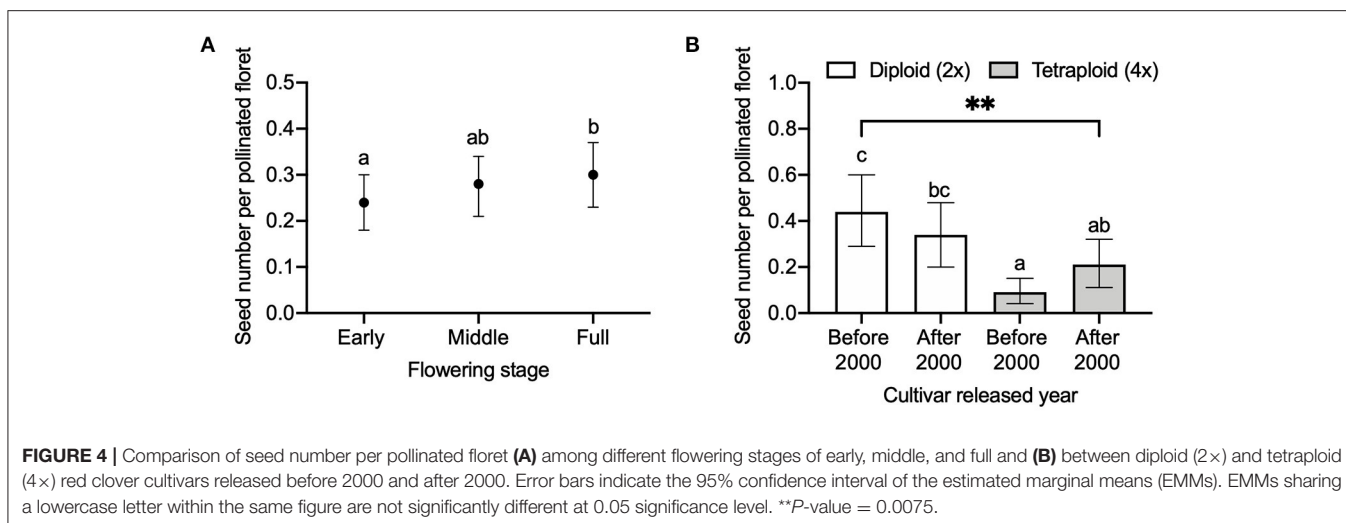 A
Seed number per pollinated floret
0.5
0.4
0.3
0.2
0.1
0.0
a
ab
b
Early Middle Full
Flowering stage
B
Seed number per pollinated floret
1.0
0.8
0.6
0.4
0.2
0.0
Diploid (2x) Tetraploid (4x)
**
c
bc
a
ab
Before 2000
After 2000
Before 2000
After 2000
Cultivar released year
FIGURE 4 | Comparison of seed number per pollinated floret (A) among different flowering stages of early, middle, and full and (B) between diploid (2×) and tetraploid
(4×) red clover cultivars released before 2000 and after 2000. Error bars indicate the 95% confidence interval of the estimated marginal means (EMMs). EMMs sharing
a lowercase letter within the same figure are not significantly different at 0.05 significance level. **P-value = 0.0075.